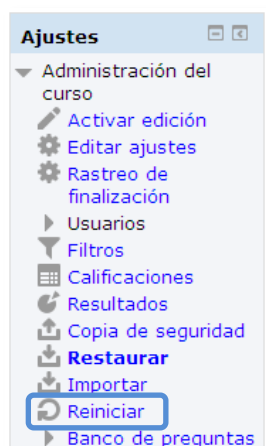 Ajustes
Administración del
curso
Activar edición
Editar ajustes
Rastreo de
finalización
Usuarios
Filtros
Calificaciones
Resultados
Copia de seguridad
Restaurar
Importar
Reiniciar
Banco de preguntas